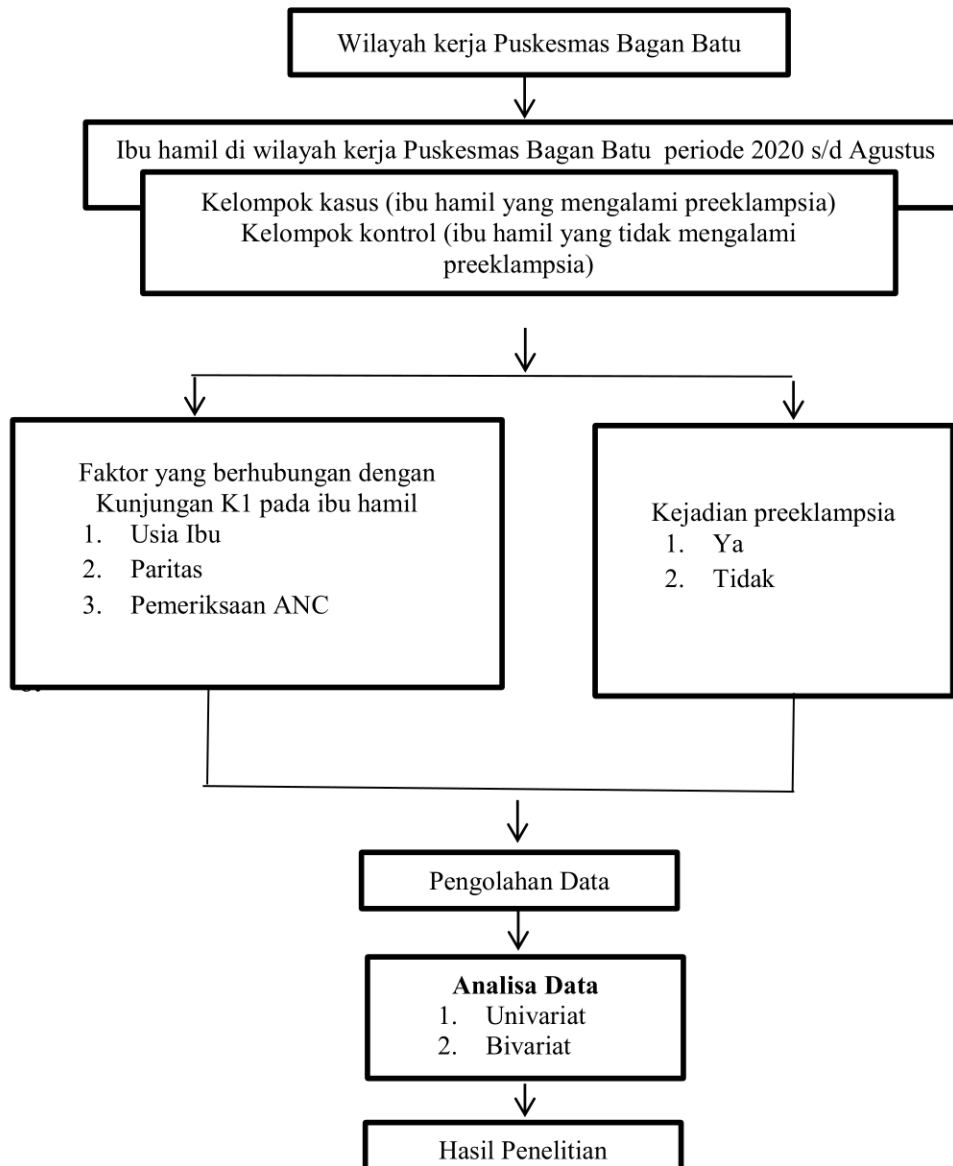 Wilayah kerja Puskesmas Bagan Batu
Ibu hamil di wilayah kerja Puskesmas Bagan Batu periode 2020 s/d Agustus
Kelompok kasus (ibu hamil yang mengalami preeklampsia)
Kelompok kontrol (ibu hamil yang tidak mengalami
preeklampsia)
Faktor yang berhubungan dengan
Kunjungan K1 pada ibu hamil
1. Usia Ibu
2. Paritas
3. Pemeriksaan ANC
Kejadian preeklampsia
1. Ya
2. Tidak
Pengolahan Data
Analisa Data
1. Univariat
2. Bivariat
Hasil Penelitian